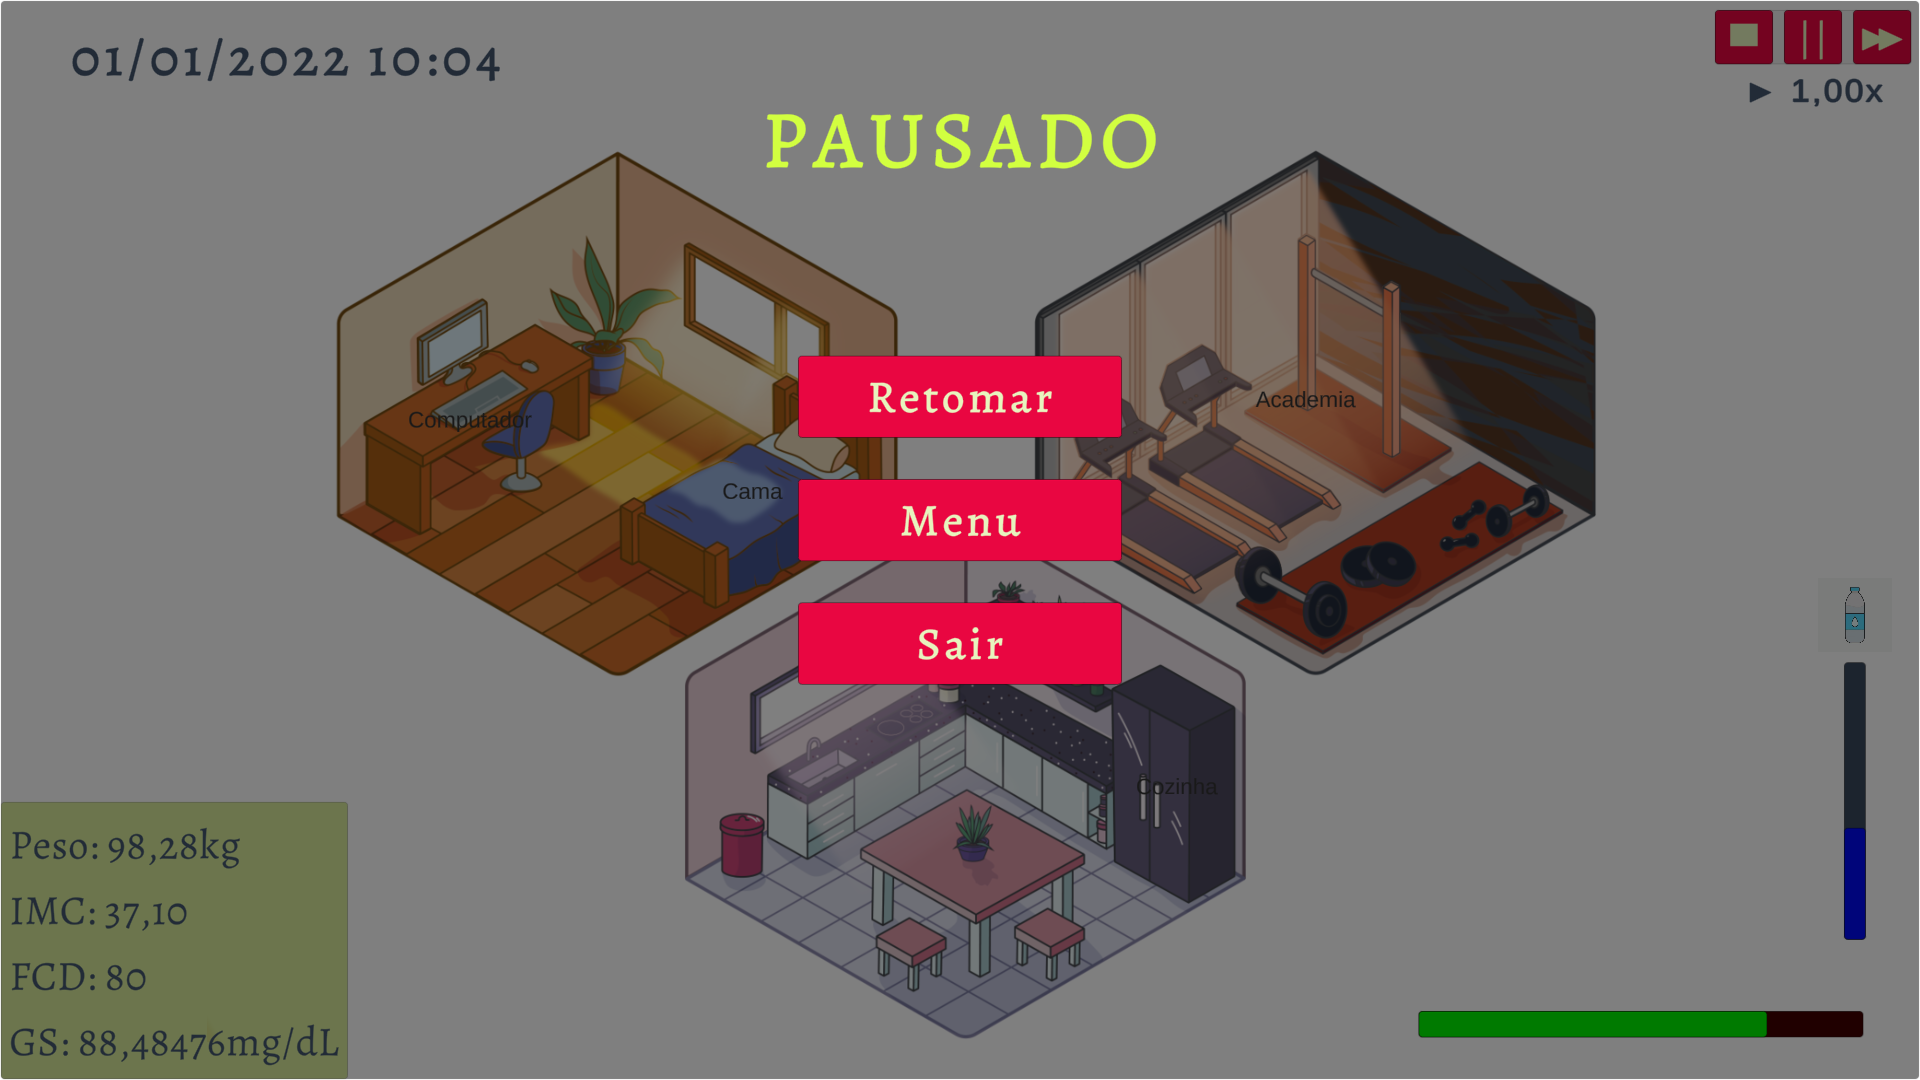 01/01/2022 10:04
▶ 1,00x
PAUSADO
Retomar
Academia
Computador
Cama
Menu
Sair
Cozinha
Peso: 98,28kg
IMC: 37,10
FCD: 80
GS: 88,48476mg/dL